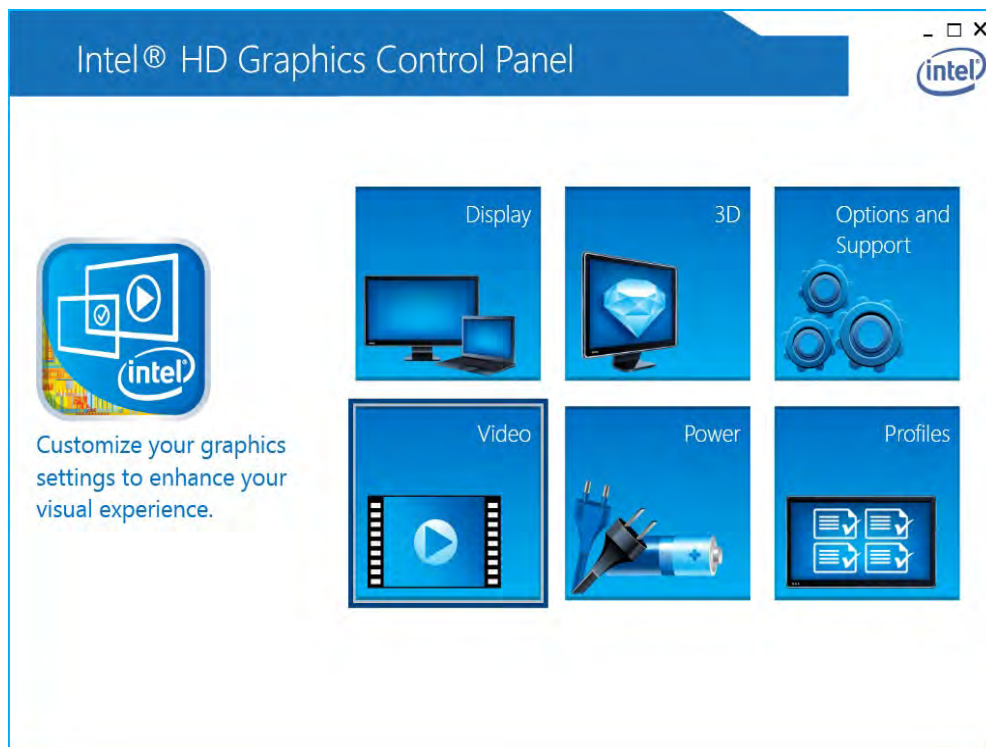 Intel® HD Graphics Control Panel
intel®
Display
3D
Options and
Support
intel®
Customize your graphics
settings to enhance your
visual experience.
Video
Power
Profiles